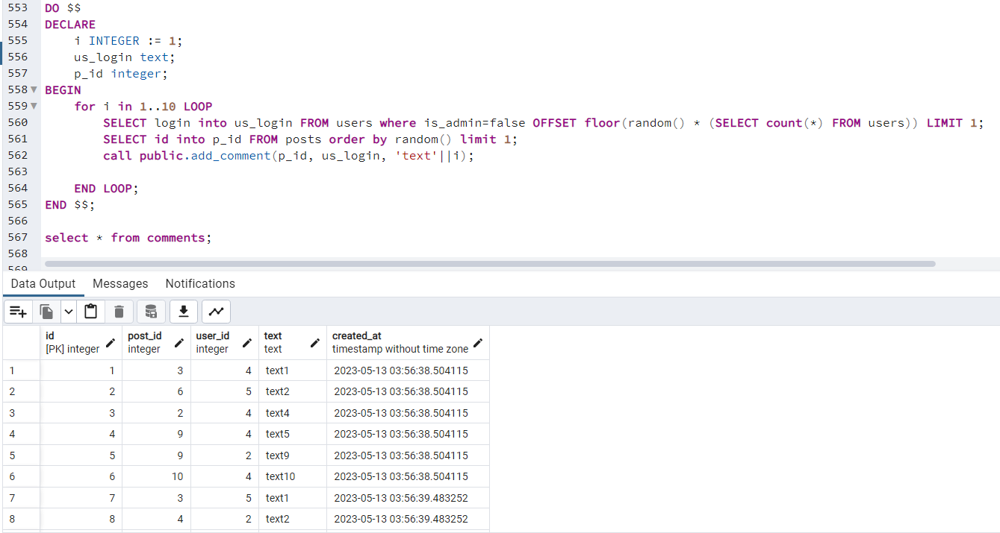 553 DO $$
554 DECLARE
555     i INTEGER := 1;
556     us_login text;
557     p_id integer;
558 BEGIN
559     for i in 1..10 LOOP
560         SELECT login into us_login FROM users where is_admin=false OFFSET floor(random() * (SELECT count(*) FROM users)) LIMIT 1;
561         SELECT id into p_id FROM posts order by random() limit 1;
562         call public.add_comment(p_id, us_login, 'text'||i);
563
564     END LOOP;
565 END $$;
566
567 select * from comments;
568
569
Data Output Messages Notifications
id post_id user_id text created_at
[PK] integer integer integer text timestamp without time zone
1 1 3 4 text1 2023-05-13 03:56:38.504115
2 2 6 5 text2 2023-05-13 03:56:38.504115
3 3 2 4 text4 2023-05-13 03:56:38.504115
4 4 9 4 text5 2023-05-13 03:56:38.504115
5 5 9 2 text9 2023-05-13 03:56:38.504115
6 6 10 4 text10 2023-05-13 03:56:38.504115
7 7 3 5 text1 2023-05-13 03:56:39.483252
8 8 4 2 text2 2023-05-13 03:56:39.483252